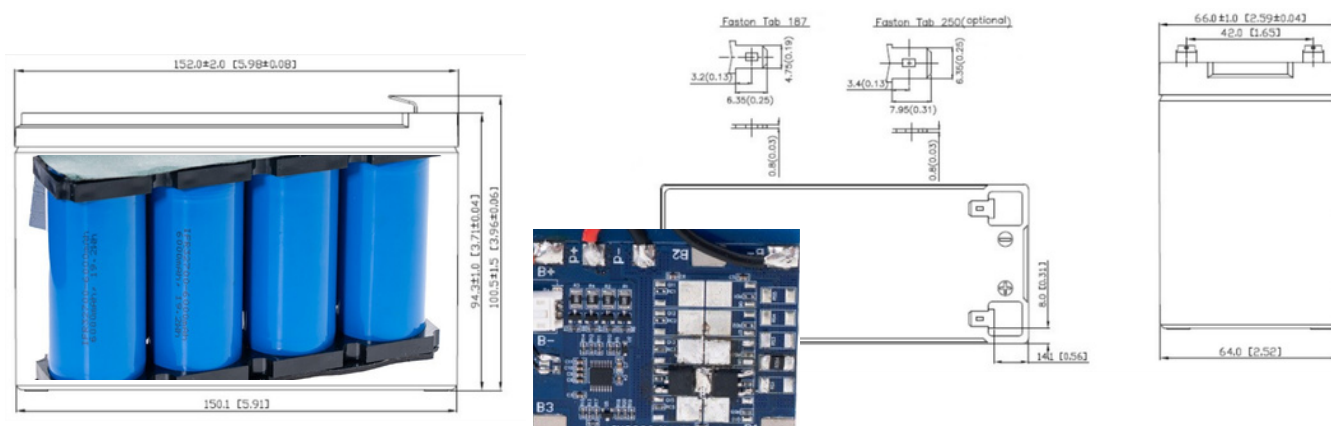 Faston Tab 187
Faston Tab 250(optional)
66.0±1.0 [2.59±0.04]
42.0 [1.65]
152.0±2.0 [5.98±0.08]
3.2(0.13)
4.75(0.19)
6.35(0.25)
3.4(0.13)
6.35(0.25)
7.95(0.31)
0.8(0.03)
0.8(0.03)
94.3±1.0 [3.71±0.04]
100.5±1.5 [3.96±0.06]
B+
P+
P-
B2
B-
B3
8.0 [0.31]
14.1 [0.56]
150.1 [5.91]
64.0 [2.52]